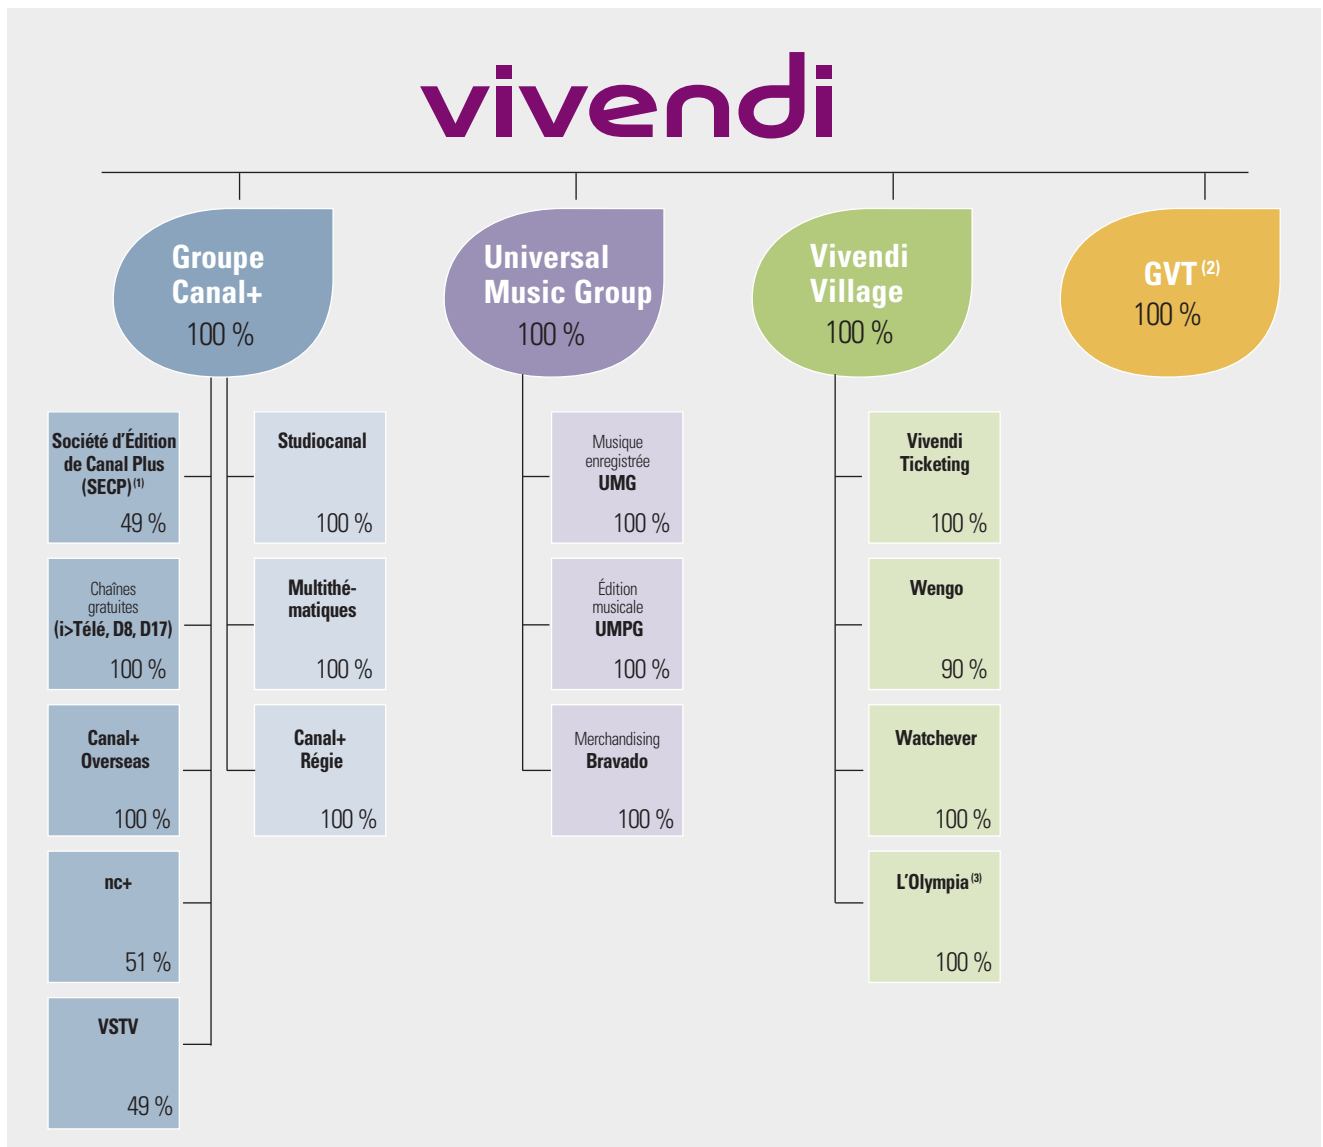 vivendi
Groupe
Canal+
100 %
Universal
Music Group
100 %
Vivendi
Village
100 %
GVT (2)
100 %
Société d'Édition
de Canal Plus
(SECP) (1)
49 %
Chaînes
gratuites
(i>Télé, D8, D17)
100 %
Canal+
Overseas
100 %
nc+
51 %
VSTV
49 %
Studiocanal
100 %
Multithé-
matiques
100 %
Canal+
Régie
100 %
Musique
enregistrée
UMG
100 %
Édition
musicale
UMPG
100 %
Merchandising
Bravado
100 %
Vivendi
Ticketing
100 %
Wengo
90 %
Watchever
100 %
L'Olympia (3)
100 %